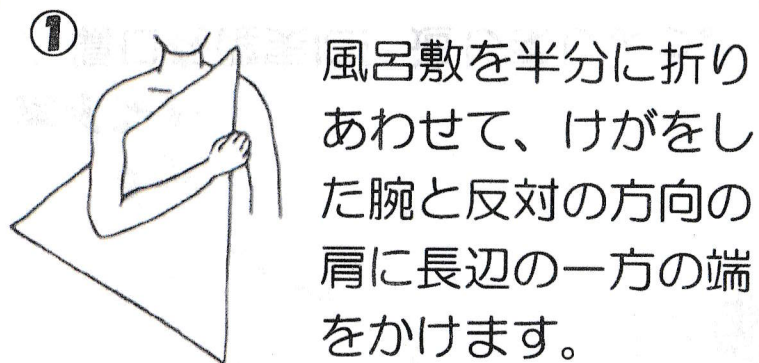 ①
風呂敷を半分に折り
あわせて、けがをし
た腕と反対の方向の
肩に長辺の一方の端
をかけます。